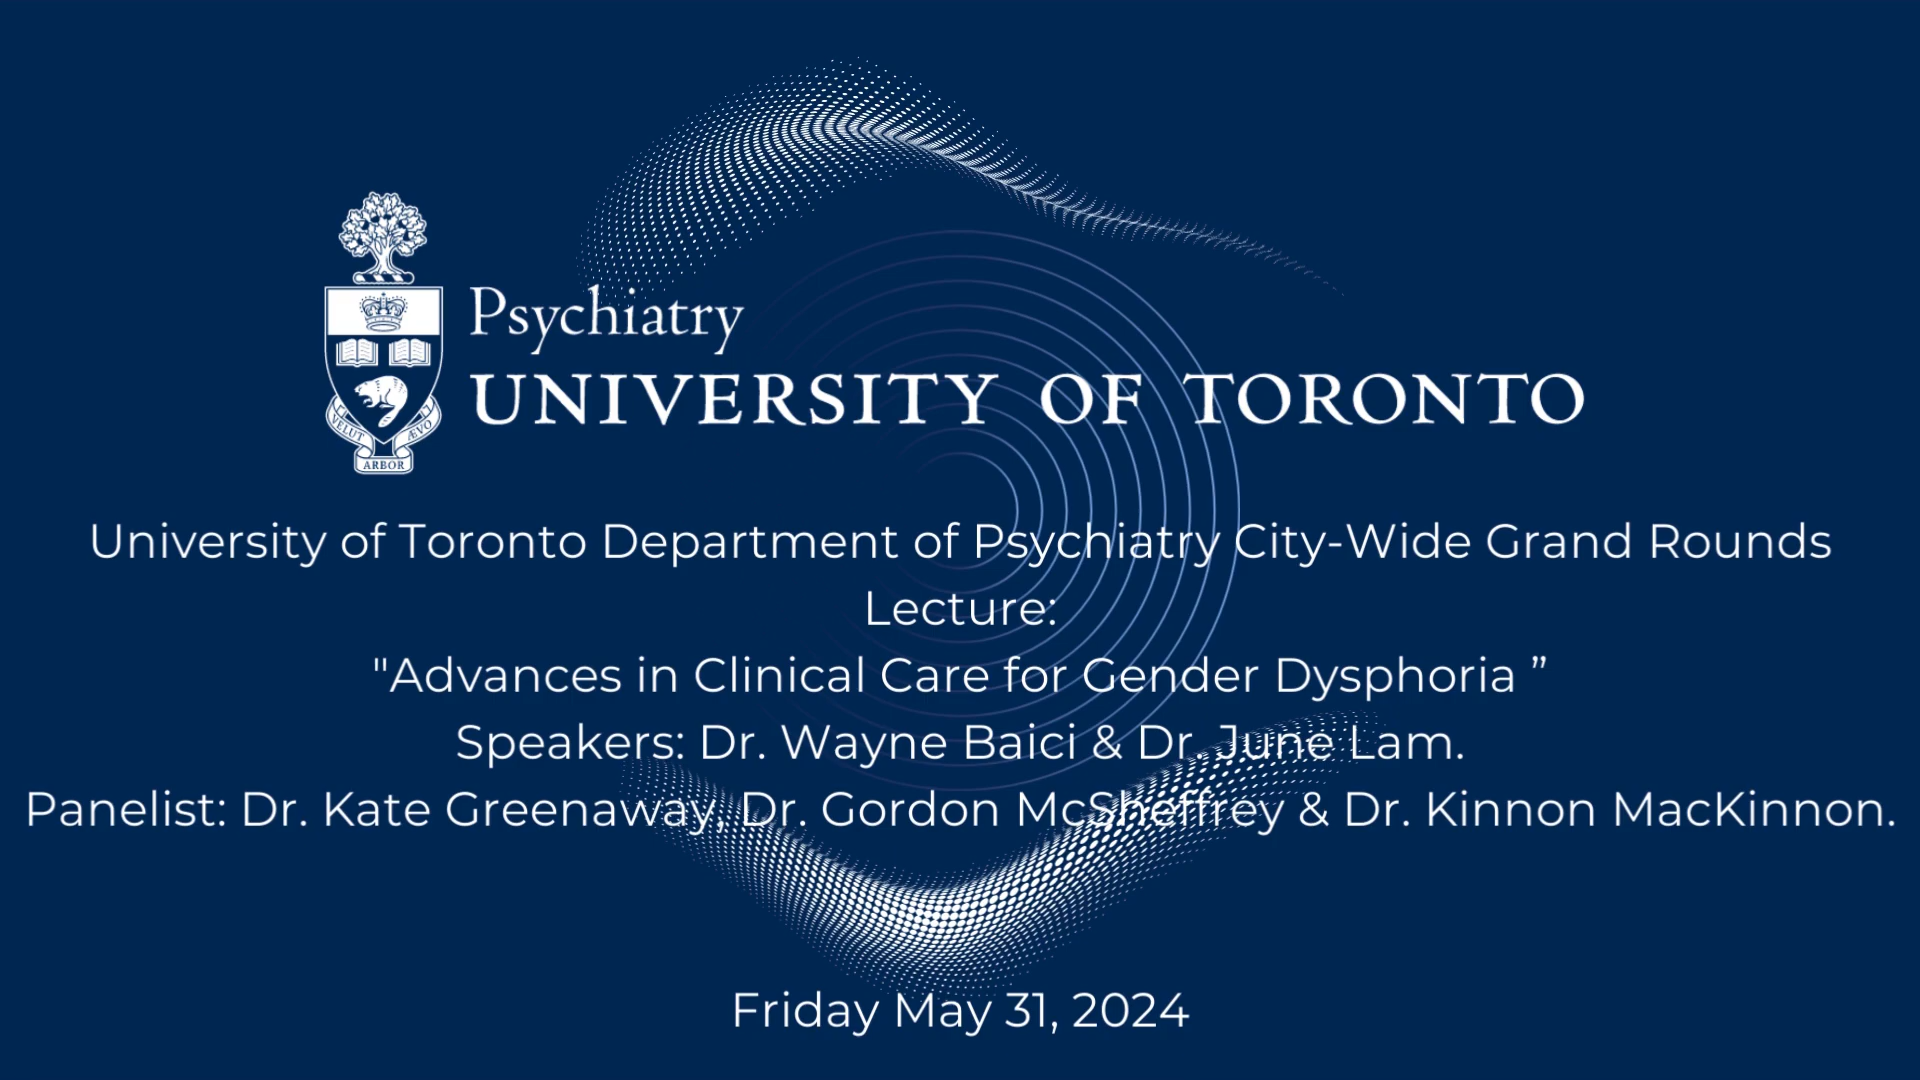 Psychiatry
UNIVERSITY OF TORONTO
VELUT ÆVO
ARBOR
University of Toronto Department of Psychiatry City-Wide Grand Rounds
Lecture:
"Advances in Clinical Care for Gender Dysphoria ”
Speakers: Dr. Wayne Baici & Dr. June Lam.
Panelist: Dr. Kate Greenaway, Dr. Gordon McSheffrey & Dr. Kinnon MacKinnon.
Friday May 31, 2024